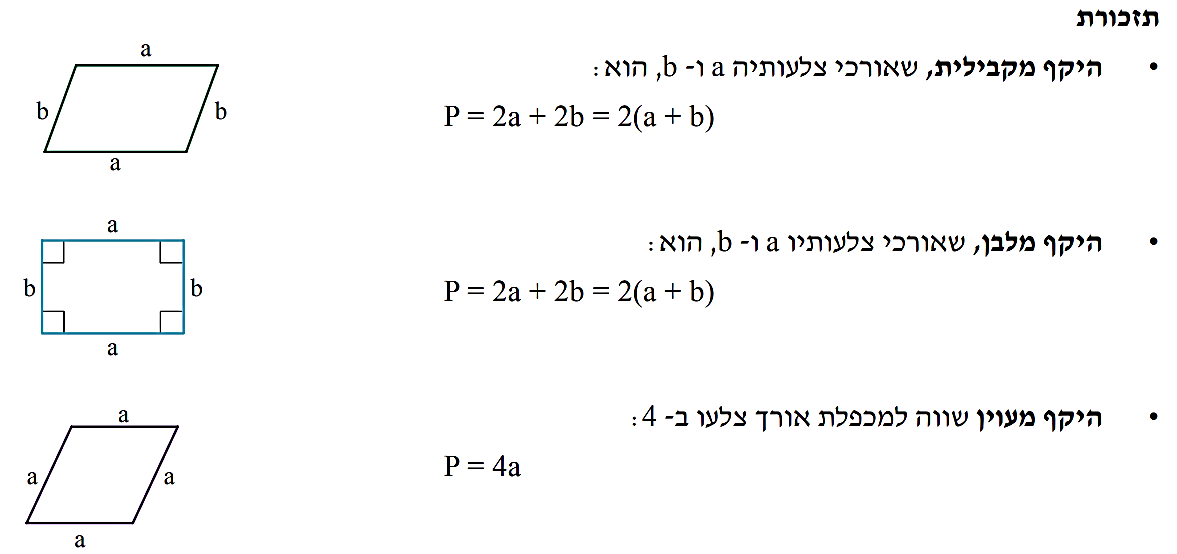 תזכורת
• היקף מקבילית, שאורכי צלעותיה a ו- b, הוא:
P = 2a + 2b = 2(a + b)
a
b
b
a
• היקף מלבן, שאורכי צלעותיו a ו- b, הוא:
P = 2a + 2b = 2(a + b)
a
b
b
a
• היקף מעוין שווה למכפלת אורך צלעו ב- 4:
P = 4a
a
a
a
a